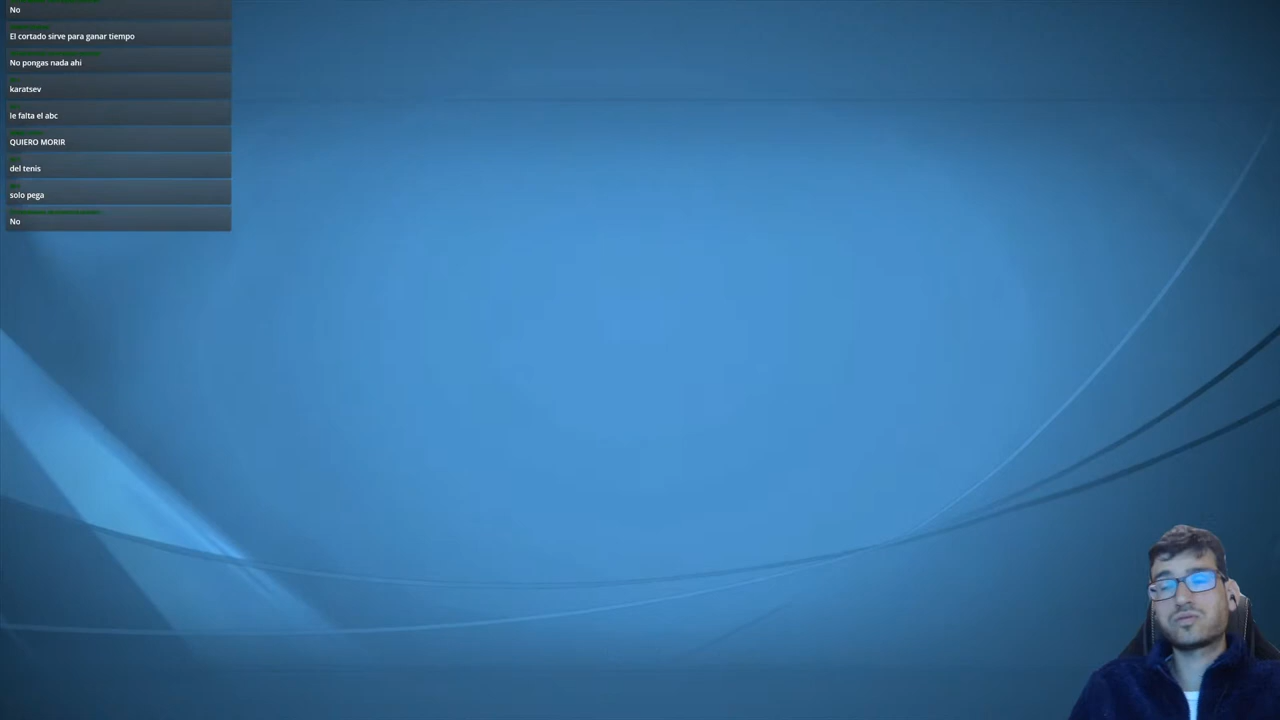 No
El cortado sirve para ganar tiempo
No pongas nada ahi
karatsev
le falta el abc
QUIERO MORIR
del tenis
solo pega
No